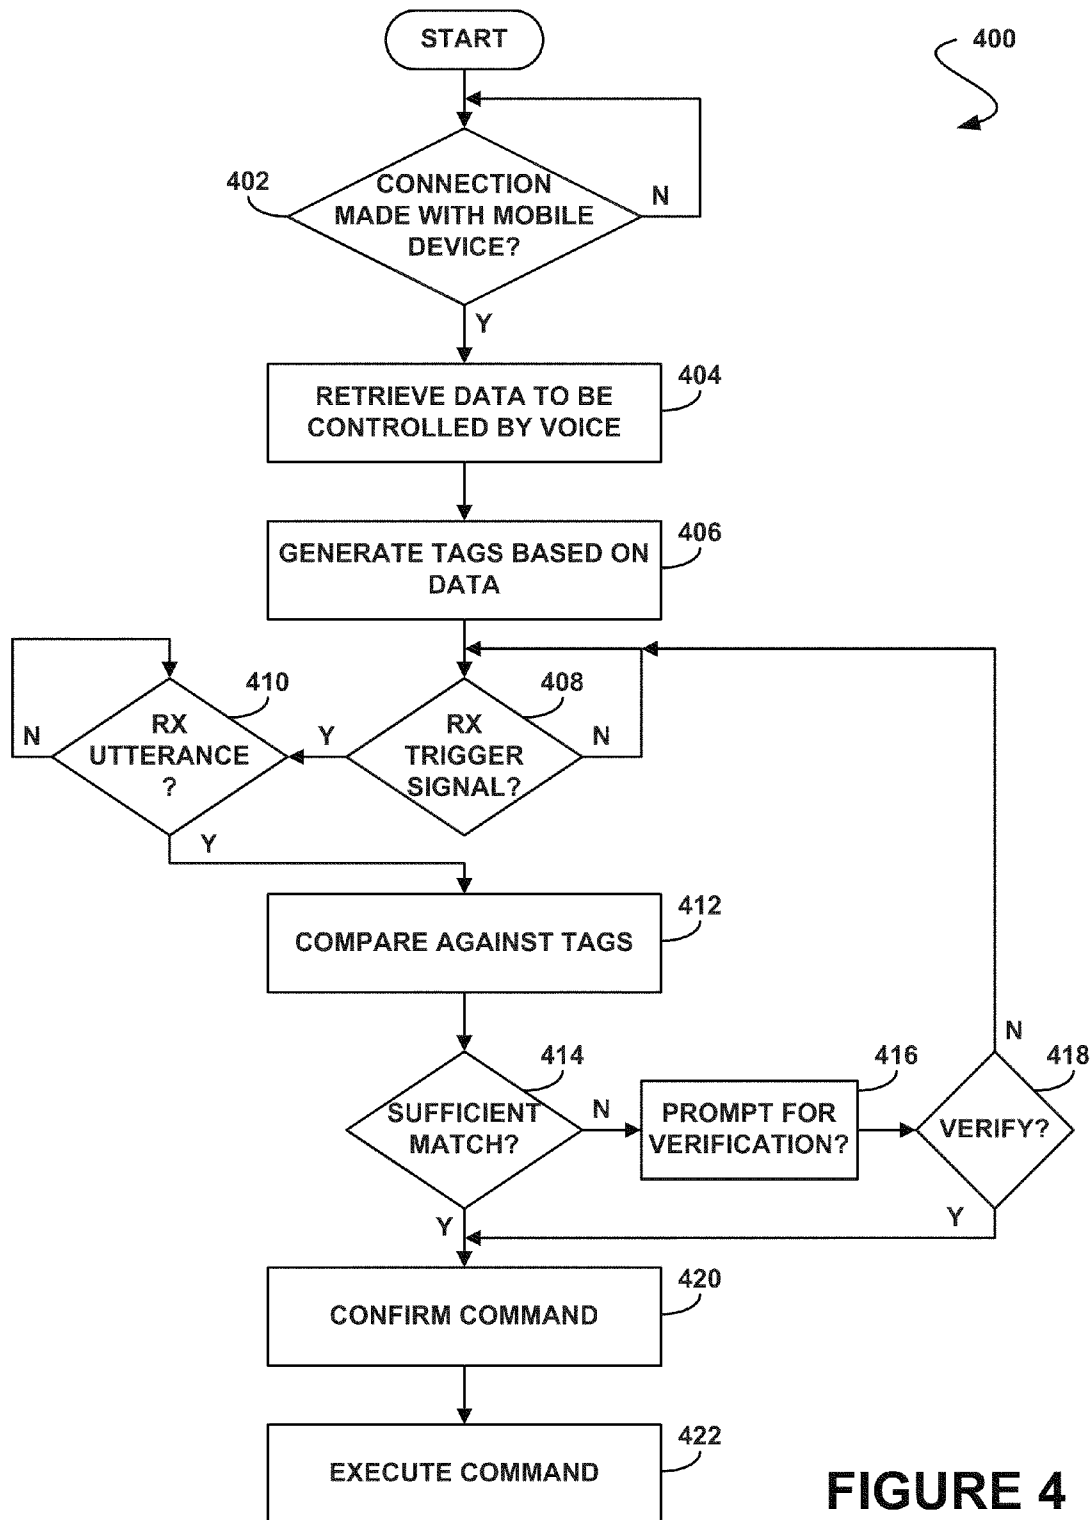 START
400
402
CONNECTION
MADE WITH MOBILE
DEVICE?
N
Y
404
RETRIEVE DATA TO BE
CONTROLLED BY VOICE
406
GENERATE TAGS BASED ON
DATA
410
408
N
RX
UTTERANCE
?
Y
RX
TRIGGER
SIGNAL?
N
Y
412
COMPARE AGAINST TAGS
N
414
416
418
SUFFICIENT
MATCH?
N
PROMPT FOR
VERIFICATION?
VERIFY?
Y
Y
420
CONFIRM COMMAND
422
EXECUTE COMMAND
FIGURE 4